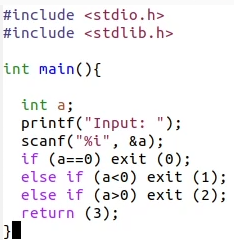 #include <stdio.h>
#include <stdlib.h>

int main(){

  int a;
  printf("Input: ");
  scanf("%i", &a);
  if (a==0) exit (0);
  else if (a<0) exit (1);
  else if (a>0) exit (2);
  return (3);
}